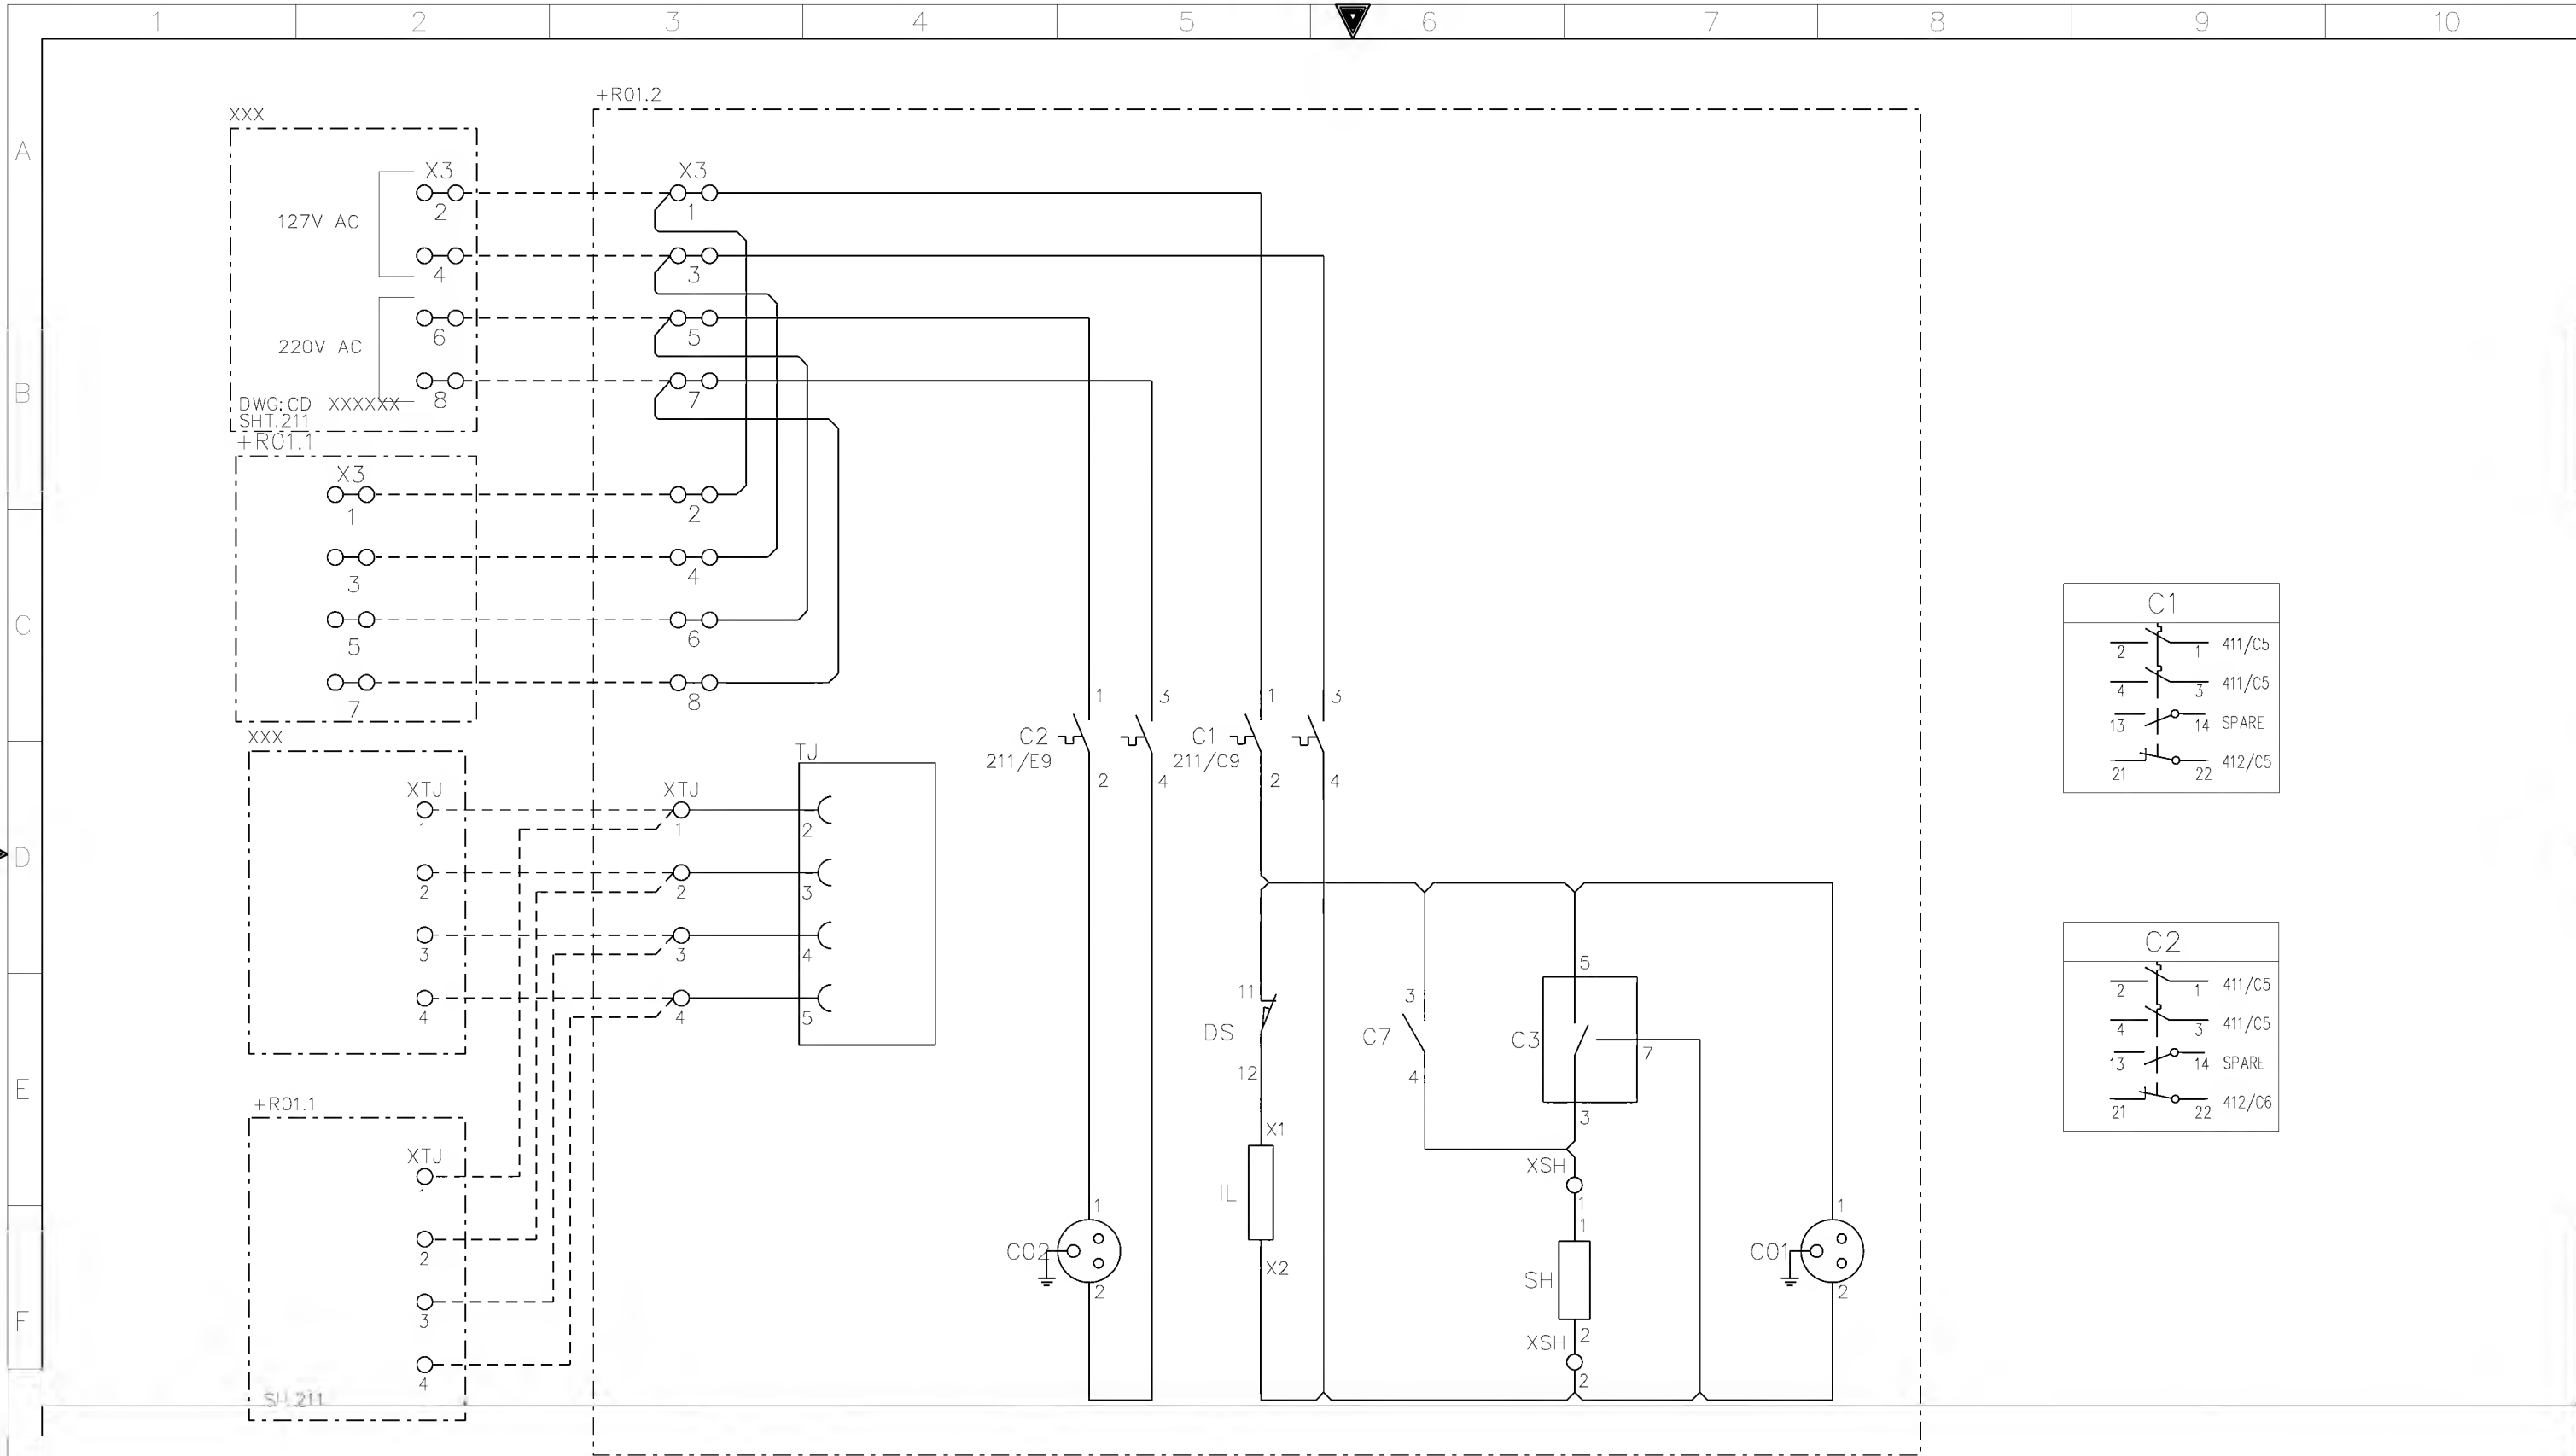 1 2 3 4 5 6 7 8 9 10
A
B
C
D
E
F
XXX
X3
127V AC
2
4
220V AC
6
8
DWG:CD-XXXXXX
SHT.211
+R01.1
X3
1
3
5
7
XXX
XTJ
1
2
3
4
+R01.1
XTJ
1
2
3
4
SH.211
+R01.2
X3
1
3
5
7
2
4
6
8
XTJ
1
2
3
4
TJ
2
3
4
5
1 3
C2
211/E9
2 4
1 3
C1
211/C9
2 4
CO2
1
2
11
DS
12
X1
IL
X2
3
C7
4
5
C3
7
3
XSH
1
1
SH
2
XSH
2
CO1
1
2
C1
2 1 411/C5
4 3 411/C5
13 14 SPARE
21 22 412/C5
C2
2 1 411/C5
4 3 411/C5
13 14 SPARE
21 22 412/C6